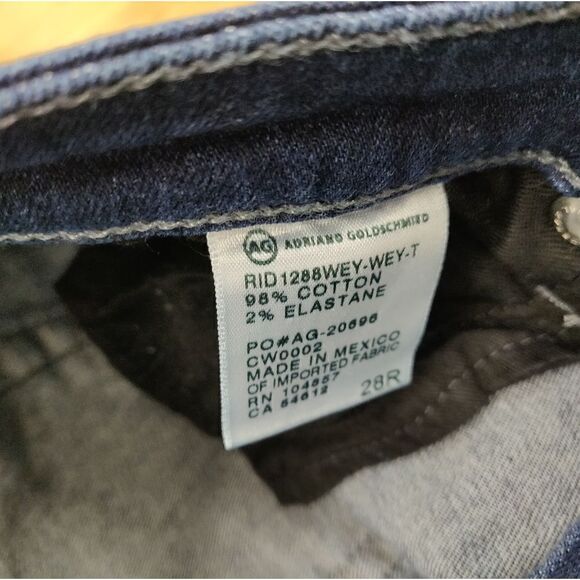 AG ADRIANO GOLDSCHMIED
RID1288WEY-WEY-T
98% COTTON
2% ELASTANE
PO#AG-20696
CW0002
MADE IN MEXICO
OF IMPORTED FABRIC
RN 104857
CA 54612
28R